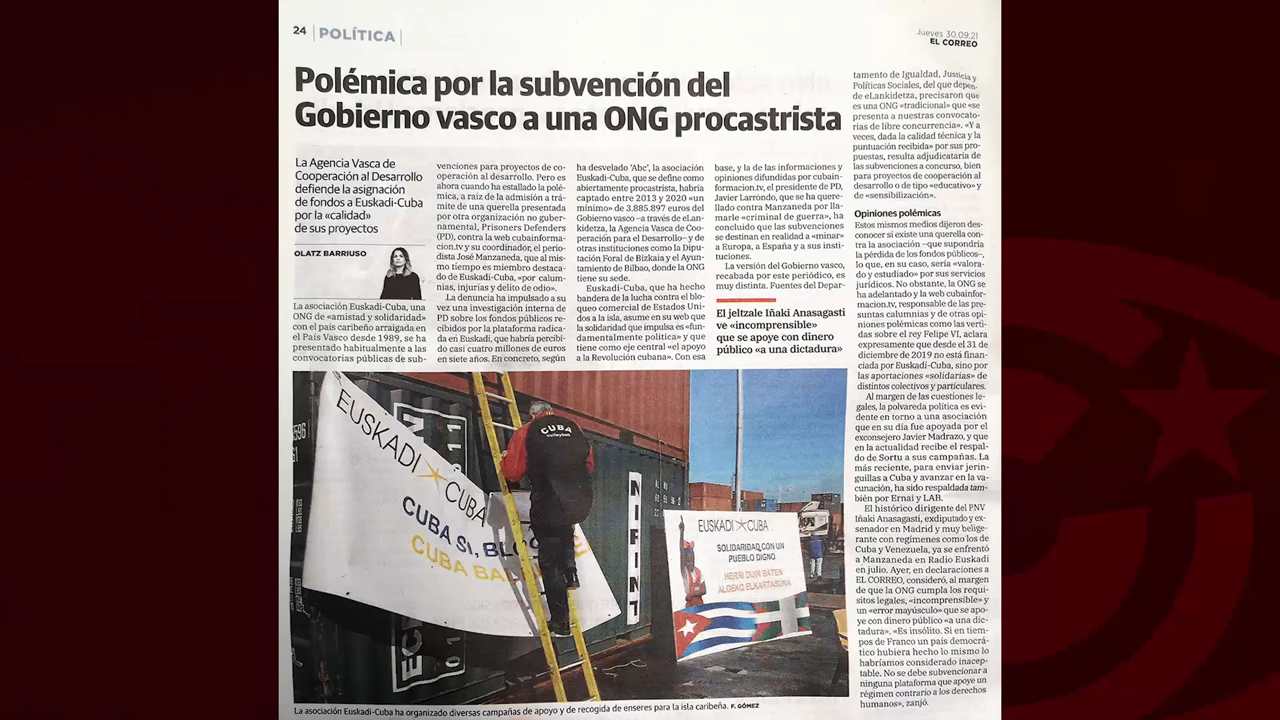 24 | POLÍTICA |
Jueves 30.09.21
EL CORREO
Polémica por la subvención del
Gobierno vasco a una ONG procastrista
La Agencia Vasca de
Cooperación al Desarrollo
defiende la asignación
de fondos a Euskadi-Cuba
por la «calidad»
de sus proyectos
OLATZ BARRIUSO
La asociación Euskadi-Cuba, una
ONG de «amistad y solidaridad»
con el país caribeño arraigada en
el País Vasco desde 1989, se ha
presentado habitualmente a las
convocatorias públicas de sub-
venciones para proyectos de co-
operación al desarrollo. Pero es
ahora cuando ha estallado la polé-
mica, a raíz de la admisión a trá-
mite de una querella presentada
por otra organización no guber-
namental, Prisoners Defenders
(PD), contra la web cubainforma-
cion.tv y su coordinador, el perio-
dista José Manzaneda, que al mis-
mo tiempo es miembro destaca-
do de Euskadi-Cuba, «por calum-
nias, injurias y delito de odio».
La denuncia ha impulsado a su
vez una investigación interna de
PD sobre los fondos públicos re-
cibidos por la plataforma radica-
da en Euskadi, que habría percibi-
do casi cuatro millones de euros
en siete años. En concreto, según
ha desvelado 'Abc', la asociación
Euskadi-Cuba, que se define como
abiertamente procastrista, habría
captado entre 2013 y 2020 «un
mínimo» de 3.885.897 euros del
Gobierno vasco –a través de eLan-
kidetza, la Agencia Vasca de Coo-
peración para el Desarrollo– y de
otras instituciones como la Dipu-
tación Foral de Bizkaia y el Ayun-
tamiento de Bilbao, donde la ONG
tiene su sede.
Euskadi-Cuba, que ha hecho
bandera de la lucha contra el blo-
queo comercial de Estados Uni-
dos a la isla, asume en su web que
la solidaridad que impulsa es «fun-
damentalmente política» y que
tiene como eje central «el apoyo
a la Revolución cubana». Con esa
base, y la de las informaciones y
opiniones difundidas por cubain-
formacion.tv, el presidente de PD,
Javier Larrondo, que se ha quere-
llado contra Manzaneda por lla-
marle «criminal de guerra», ha
concluido que las subvenciones
se destinan en realidad a «minar»
a Europa, a España y a sus insti-
tuciones.
La versión del Gobierno vasco,
recabada por este periódico, es
muy distinta. Fuentes del Depar-
El jeltzale Iñaki Anasagasti
ve «incomprensible»
que se apoye con dinero
público «a una dictadura»
tamento de Igualdad, Justicia y
Políticas Sociales, del que depen-
de eLankidetza, precisaron que
es una ONG «tradicional» que «se
presenta a nuestras convocato-
rias de libre concurrencia». «Y a
veces, dada la calidad técnica y la
puntuación recibida» por sus pro-
puestas, resulta adjudicataria de
las subvenciones a concurso, bien
para proyectos de cooperación al
desarrollo o de tipo «educativo» y
de «sensibilización».
Opiniones polémicas
Estos mismos medios dijeron des-
conocer si existe una querella con-
tra la asociación –que supondría
la pérdida de los fondos públicos–,
lo que, en su caso, sería «valora-
do y estudiado» por sus servicios
jurídicos. No obstante, la ONG se
ha adelantado y la web cubainfor-
macion.tv, responsable de las pre-
suntas calumnias y de otras opi-
niones polémicas como las verti-
das sobre el rey Felipe VI, aclara
expresamente que desde el 31 de
diciembre de 2019 no está finan-
ciada por Euskadi-Cuba, sino por
las aportaciones «solidarias» de
distintos colectivos y particulares.
Al margen de las cuestiones le-
gales, la polvareda política es evi-
dente en torno a una asociación
que en su día fue apoyada por el
exconsejero Javier Madrazo, y que
en la actualidad recibe el respal-
do de Sortu a sus campañas. La
más reciente, para enviar jerin-
guillas a Cuba y avanzar en la va-
cunación, ha sido respaldada tam-
bién por Ernai y LAB.
El histórico dirigente del PNV
Iñaki Anasagasti, exdiputado y ex-
senador en Madrid y muy belige-
rante con regímenes como los de
Cuba y Venezuela, ya se enfrentó
a Manzaneda en Radio Euskadi
en julio. Ayer, en declaraciones a
EL CORREO, consideró, al margen
de que la ONG cumpla los requi-
sitos legales, «incomprensible» y
un «error mayúsculo» que se apo-
ye con dinero público «a una dic-
tadura». «Es insólito. Si en tiem-
pos de Franco un país democrá-
tico hubiera hecho lo mismo lo
habríamos considerado inacep-
table. No se debe subvencionar a
ninguna plataforma que apoye un
régimen contrario a los derechos
humanos», zanjó.
EUSKADI CUBA
CUBA SI, BLO
CUBA BA
CUBA
Volleyball
EUSKADI CUBA
SOLIDARIDAD CON UN
PUEBLO DIGNO
HERRI DUIN BATEN
ALDEKO ELKARTASUNA
La asociación Euskadi-Cuba ha organizado diversas campañas de apoyo y de recogida de enseres para la isla caribeña. F. GÓMEZ